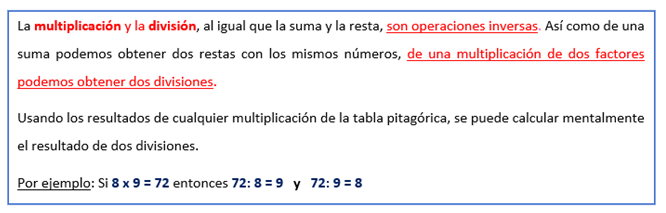 La multiplicación y la división, al igual que la suma y la resta, son operaciones inversas. Así como de una
suma podemos obtener dos restas con los mismos números, de una multiplicación de dos factores
podemos obtener dos divisiones.
Usando los resultados de cualquier multiplicación de la tabla pitagórica, se puede calcular mentalmente
el resultado de dos divisiones.
Por ejemplo: Si 8 x 9 = 72 entonces 72: 8 = 9 y 72: 9 = 8